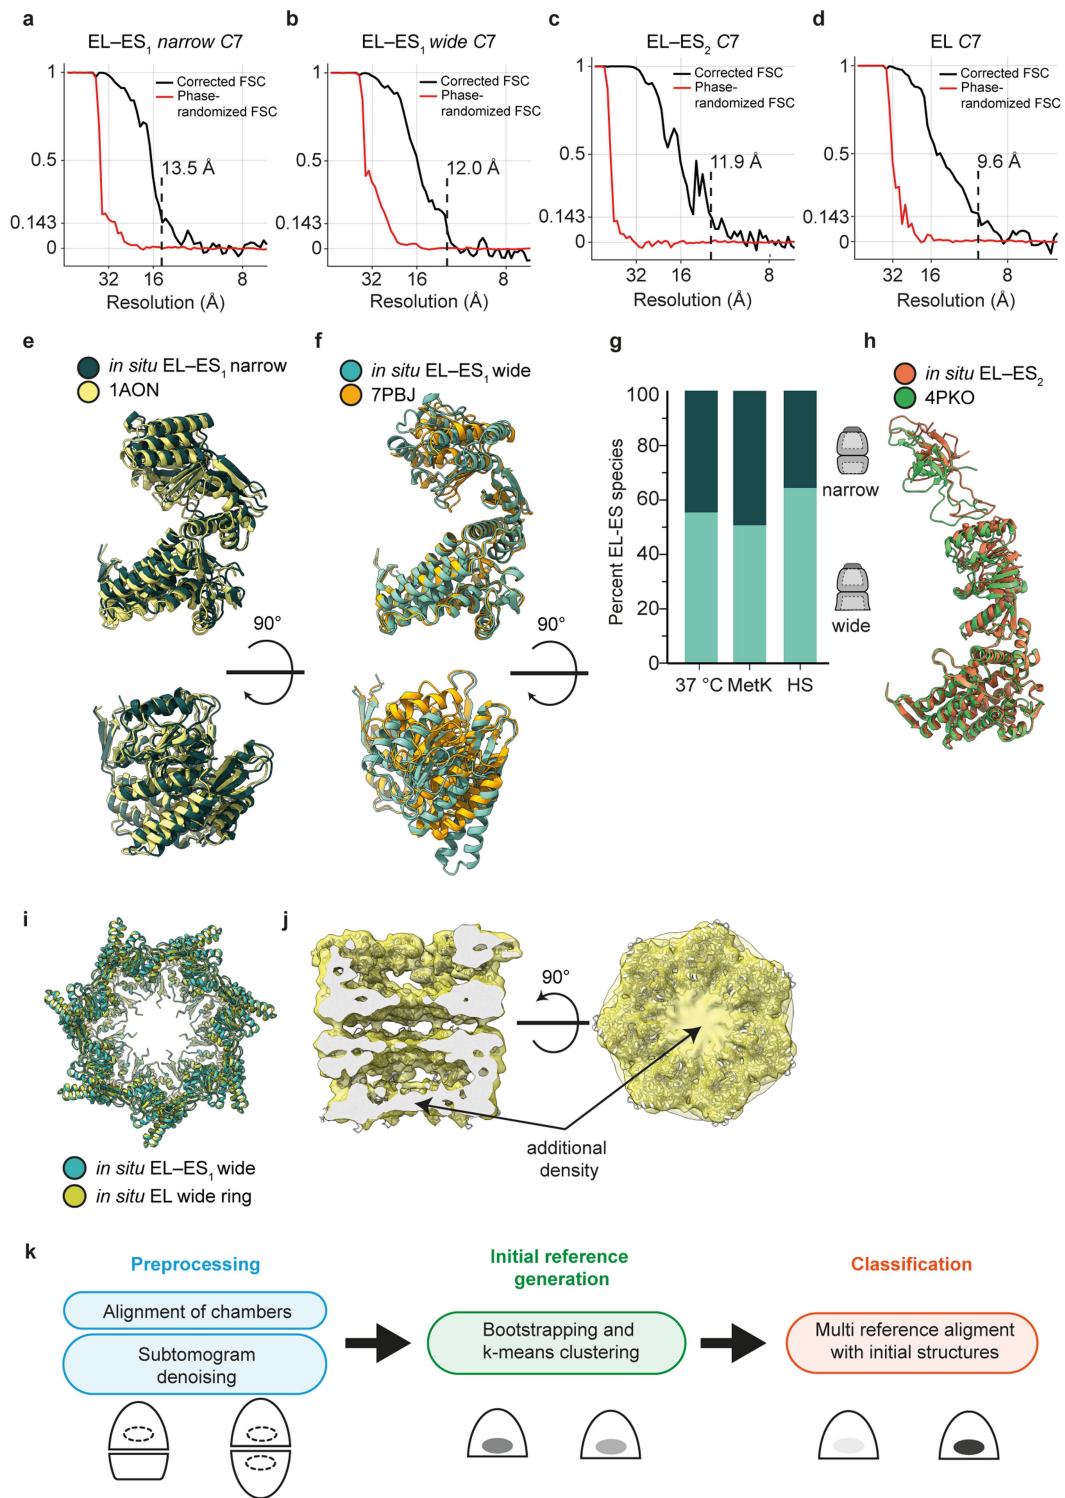 a
EL–ES1 narrow C7
1
0.5
0.143
0
Corrected FSC
Phase-
randomized FSC
13.5 Å
32 16 8
Resolution (Å)
b
EL–ES1 wide C7
1
0.5
0.143
0
Corrected FSC
Phase-
randomized FSC
12.0 Å
32 16 8
Resolution (Å)
c
EL–ES2 C7
1
0.5
0.143
0
Corrected FSC
Phase-
randomized FSC
11.9 Å
32 16 8
Resolution (Å)
d
EL C7
1
0.5
0.143
0
Corrected FSC
Phase-
randomized FSC
9.6 Å
32 16 8
Resolution (Å)
e
in situ EL–ES1 narrow
1AON
90°
f
in situ EL–ES1 wide
7PBJ
90°
g
Percent EL-ES species
100
80
60
40
20
0
37 °C MetK HS
narrow
wide
h
in situ EL–ES2
4PKO
i
in situ EL–ES1 wide
in situ EL wide ring
j
90°
additional
density
k
Preprocessing
Alignment of chambers
Subtomogram
denoising
Initial reference
generation
Bootstrapping and
k-means clustering
Classification
Multi reference aligment
with initial structures